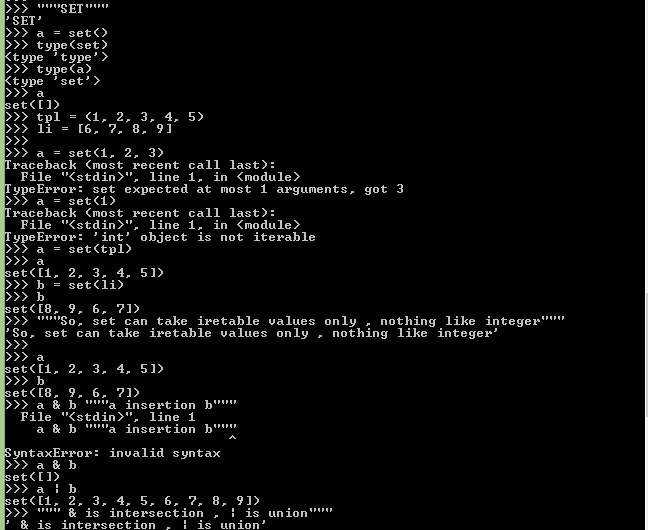 >>> """SET"""
'SET'
>>> a = set()
>>> type(set)
<type 'type'>
>>> type(a)
<type 'set'>
>>> a
set([])
>>> tpl = (1, 2, 3, 4, 5)
>>> li = [6, 7, 8, 9]
>>>
>>> a = set(1, 2, 3)
Traceback (most recent call last):
  File "<stdin>", line 1, in <module>
TypeError: set expected at most 1 arguments, got 3
>>> a = set(1)
Traceback (most recent call last):
  File "<stdin>", line 1, in <module>
TypeError: 'int' object is not iterable
>>> a = set(tpl)
>>> a
set([1, 2, 3, 4, 5])
>>> b = set(li)
>>> b
set([8, 9, 6, 7])
>>> """So, set can take iretable values only , nothing like integer"""
'So, set can take iretable values only , nothing like integer'
>>>
>>> a
set([1, 2, 3, 4, 5])
>>> b
set([8, 9, 6, 7])
>>> a & b """a insertion b"""
  File "<stdin>", line 1
    a & b """a insertion b"""
                            ^
SyntaxError: invalid syntax
>>> a & b
set([])
>>> a | b
set([1, 2, 3, 4, 5, 6, 7, 8, 9])
>>> """ & is intersection , | is union"""
' & is intersection , | is union'